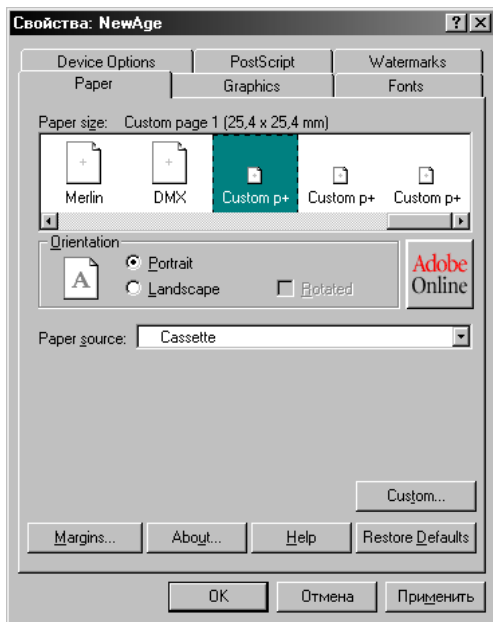 Свойства: NewAge
Device Options PostScript Watermarks
Paper Graphics Fonts
Paper size: Custom page 1 (25,4 x 25,4 mm)
Merlin DMX Custom p+ Custom p+ Custom p+
Orientation
A
Portrait
Landscape Rotated
Adobe
Online
Paper source: Cassette
Custom...
Margins... About... Help Restore Defaults
OK Отмена Применить